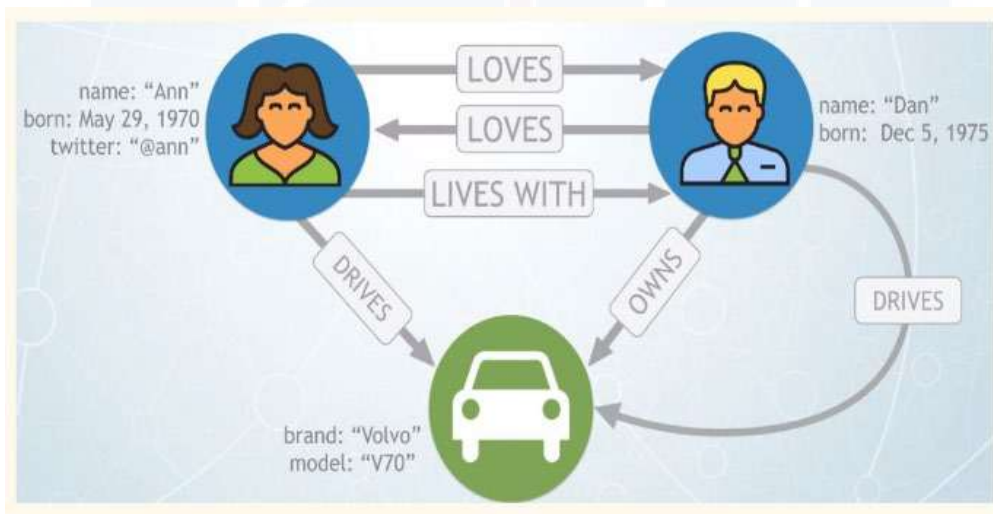 name: “Ann”
born: May 29, 1970
twitter: “@ann”
LOVES
LOVES
LIVES WITH
name: “Dan”
born: Dec 5, 1975
DRIVES
OWNS
DRIVES
brand: “Volvo”
model: “V70”